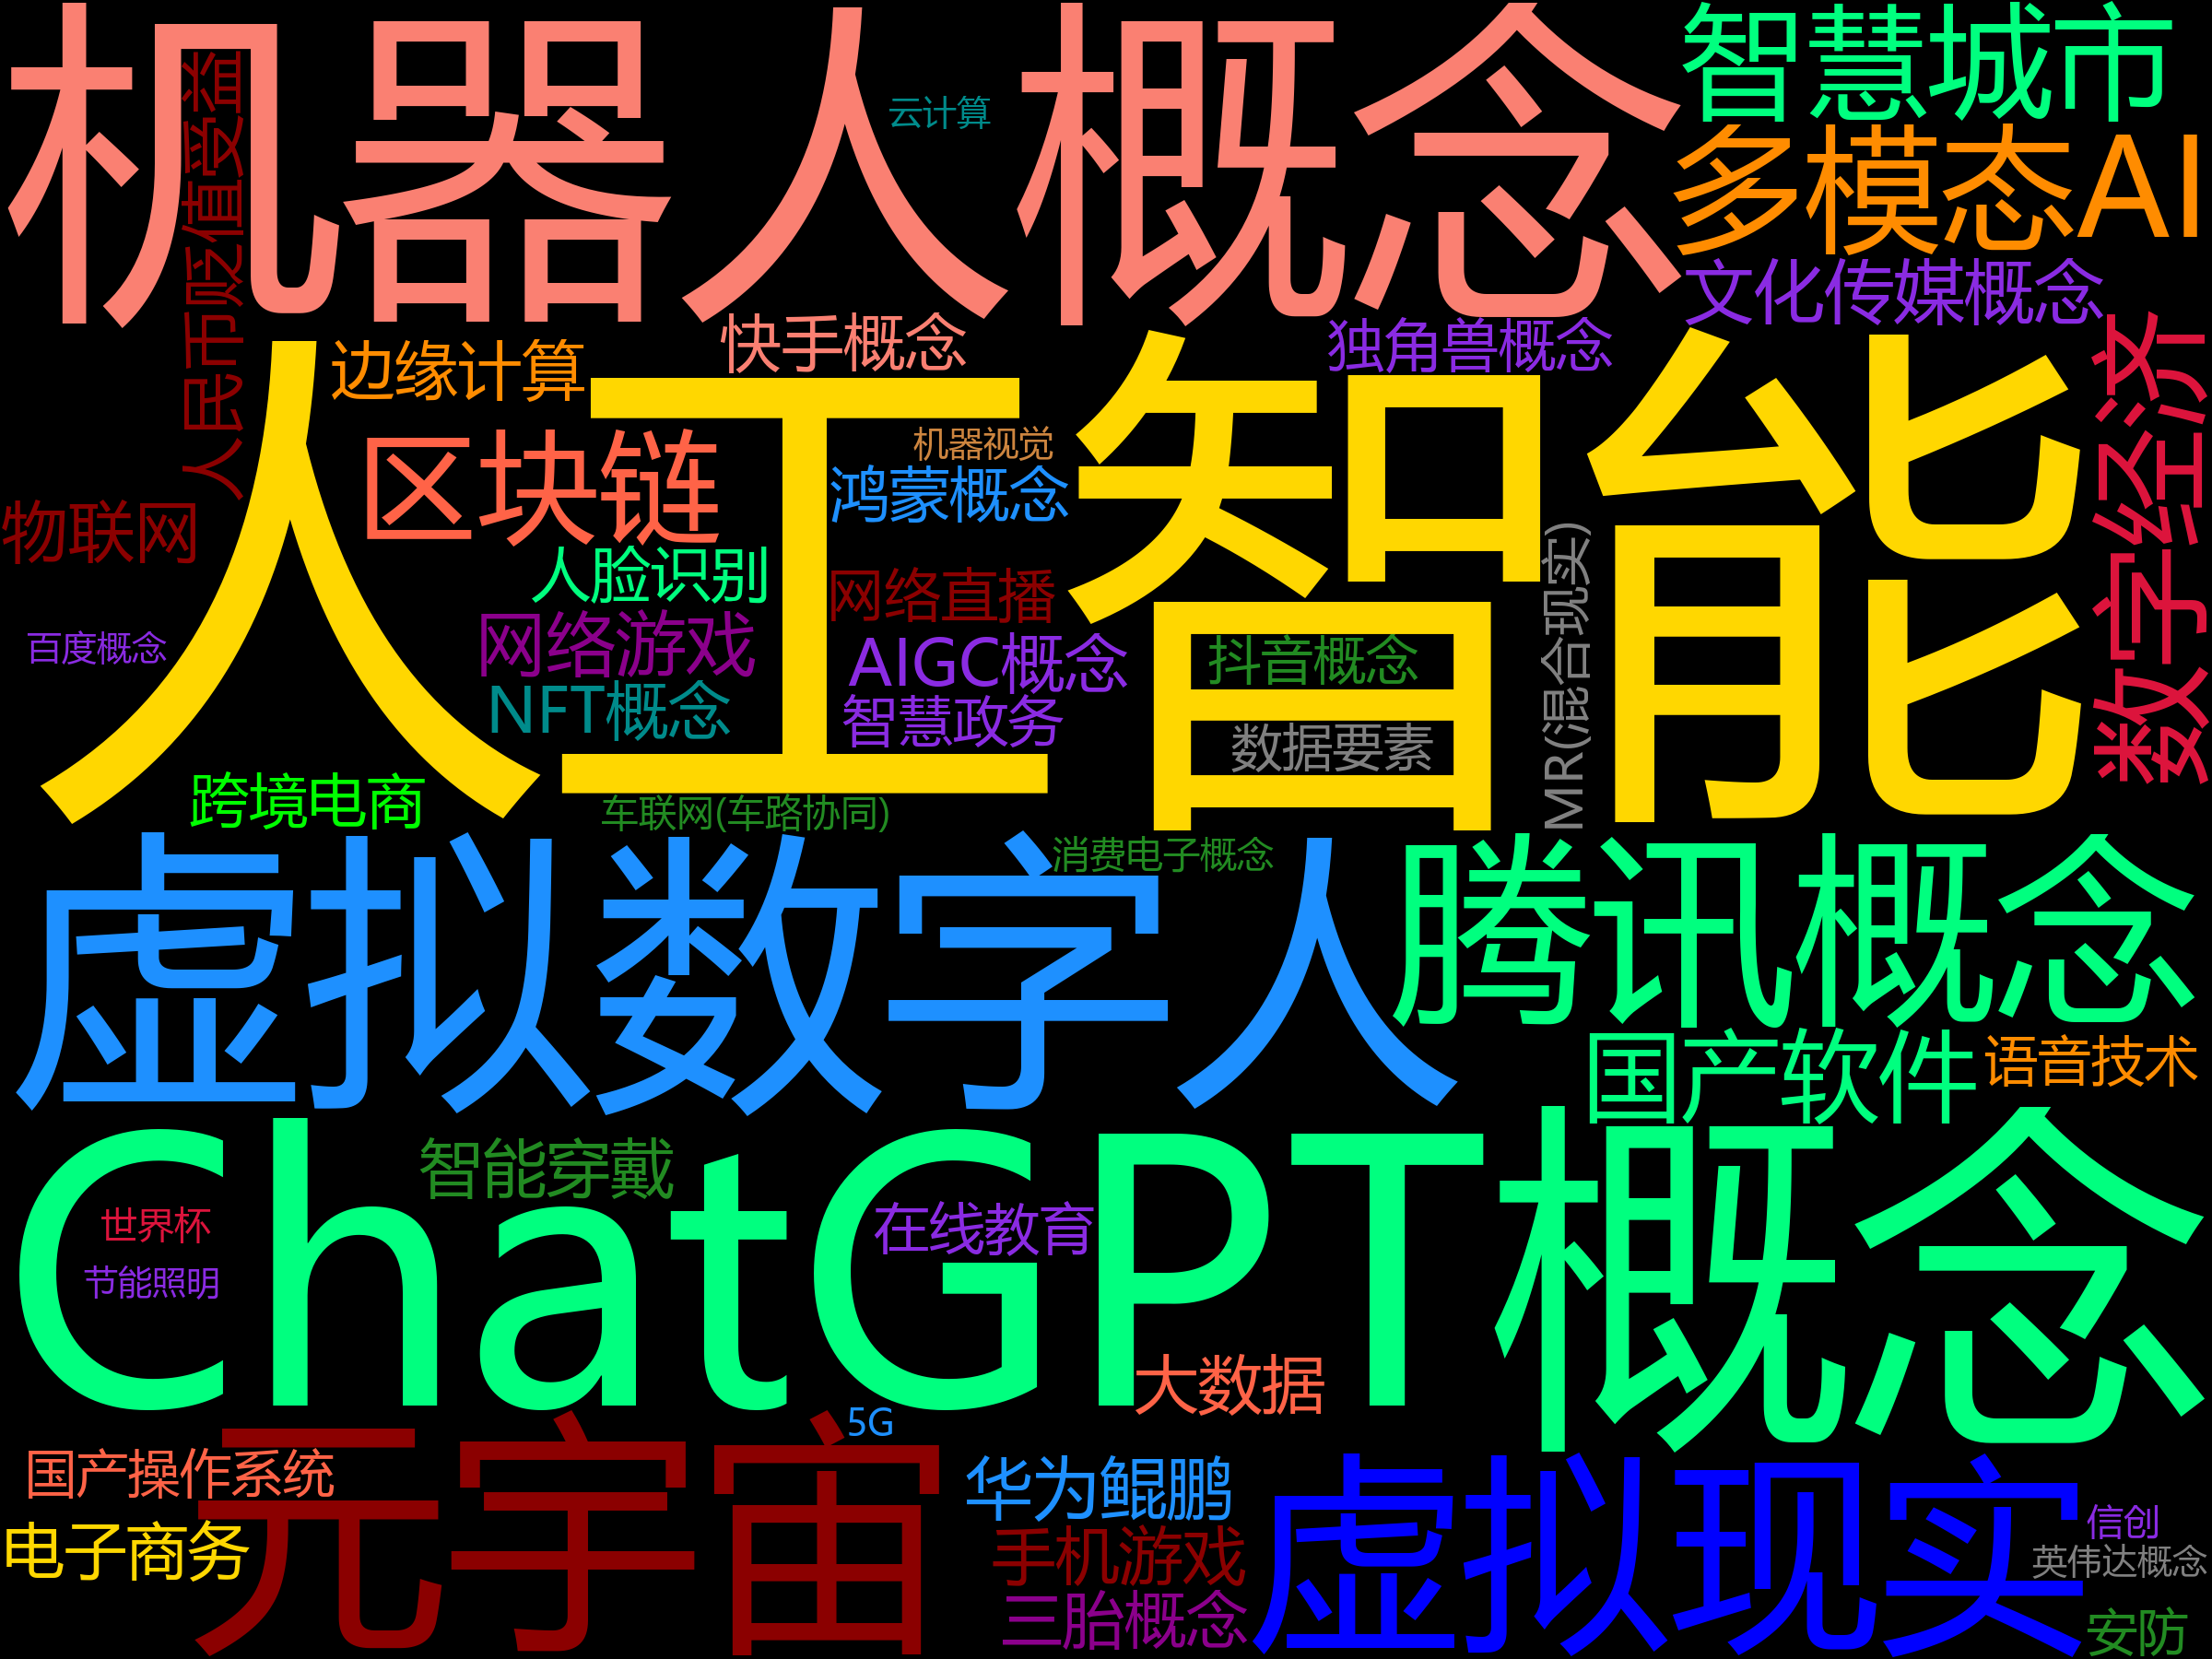 机器人概念
智慧城市
云计算
多模态AI
人民币贬值受益
文化传媒概念
快手概念
独角兽概念
边缘计算
人工智能
数字经济
区块链
机器视觉
鸿蒙概念
物联网
人脸识别
网络直播
MR(混合现实)
网络游戏
AIGC概念
抖音概念
百度概念
NFT概念
智慧政务
数据要素
跨境电商
车联网(车路协同)
消费电子概念
虚拟数字人
腾讯概念
国产软件
语音技术
ChatGPT概念
智能穿戴
世界杯
在线教育
节能照明
大数据
5G
元宇宙
国产操作系统
华为鲲鹏
虚拟现实
电子商务
手机游戏
信创
英伟达概念
三胎概念
安防